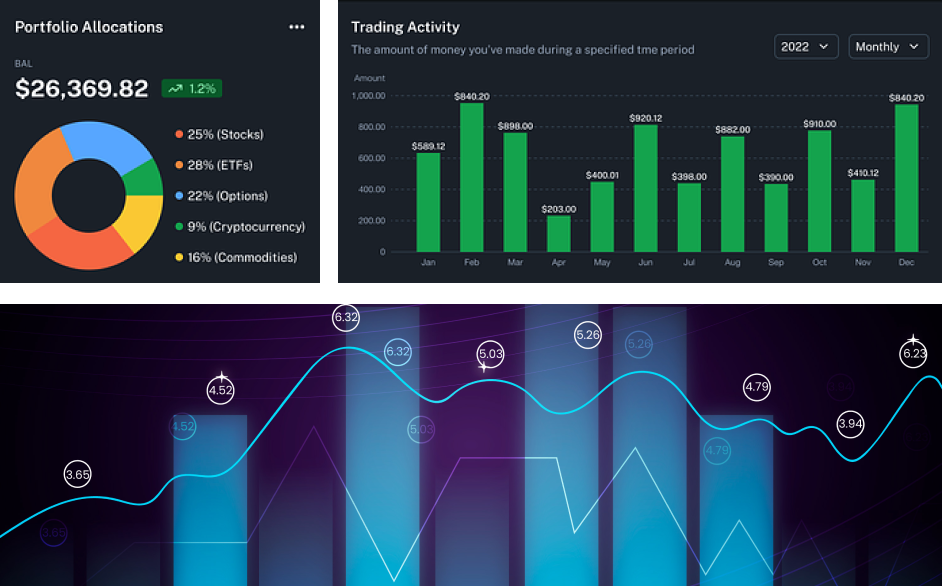 Portfolio Allocations
BAL
$26,369.82
1.2%
25% (Stocks)
28% (ETFs)
22% (Options)
9% (Cryptocurrency)
16% (Commodities)
Trading Activity
The amount of money you've made during a specified tme period
2022
Monthly
Amount
1,000.00
800.00
600.00
400.00
200.00
0
$589.12
$840.20
$898.00
$203.00
$400.01
$920.12
$398.00
$882.00
$390.00
$910.00
$410.12
$840.20
Jan
Feb
Mar
Apr
May
Jun
Jul
Aug
Sep
Oct
Nov
Dec
6.32
6.32
5.26
5.26
5.03
6.23
4.52
4.79
4.52
5.03
3.94
4.79
3.65
3.65